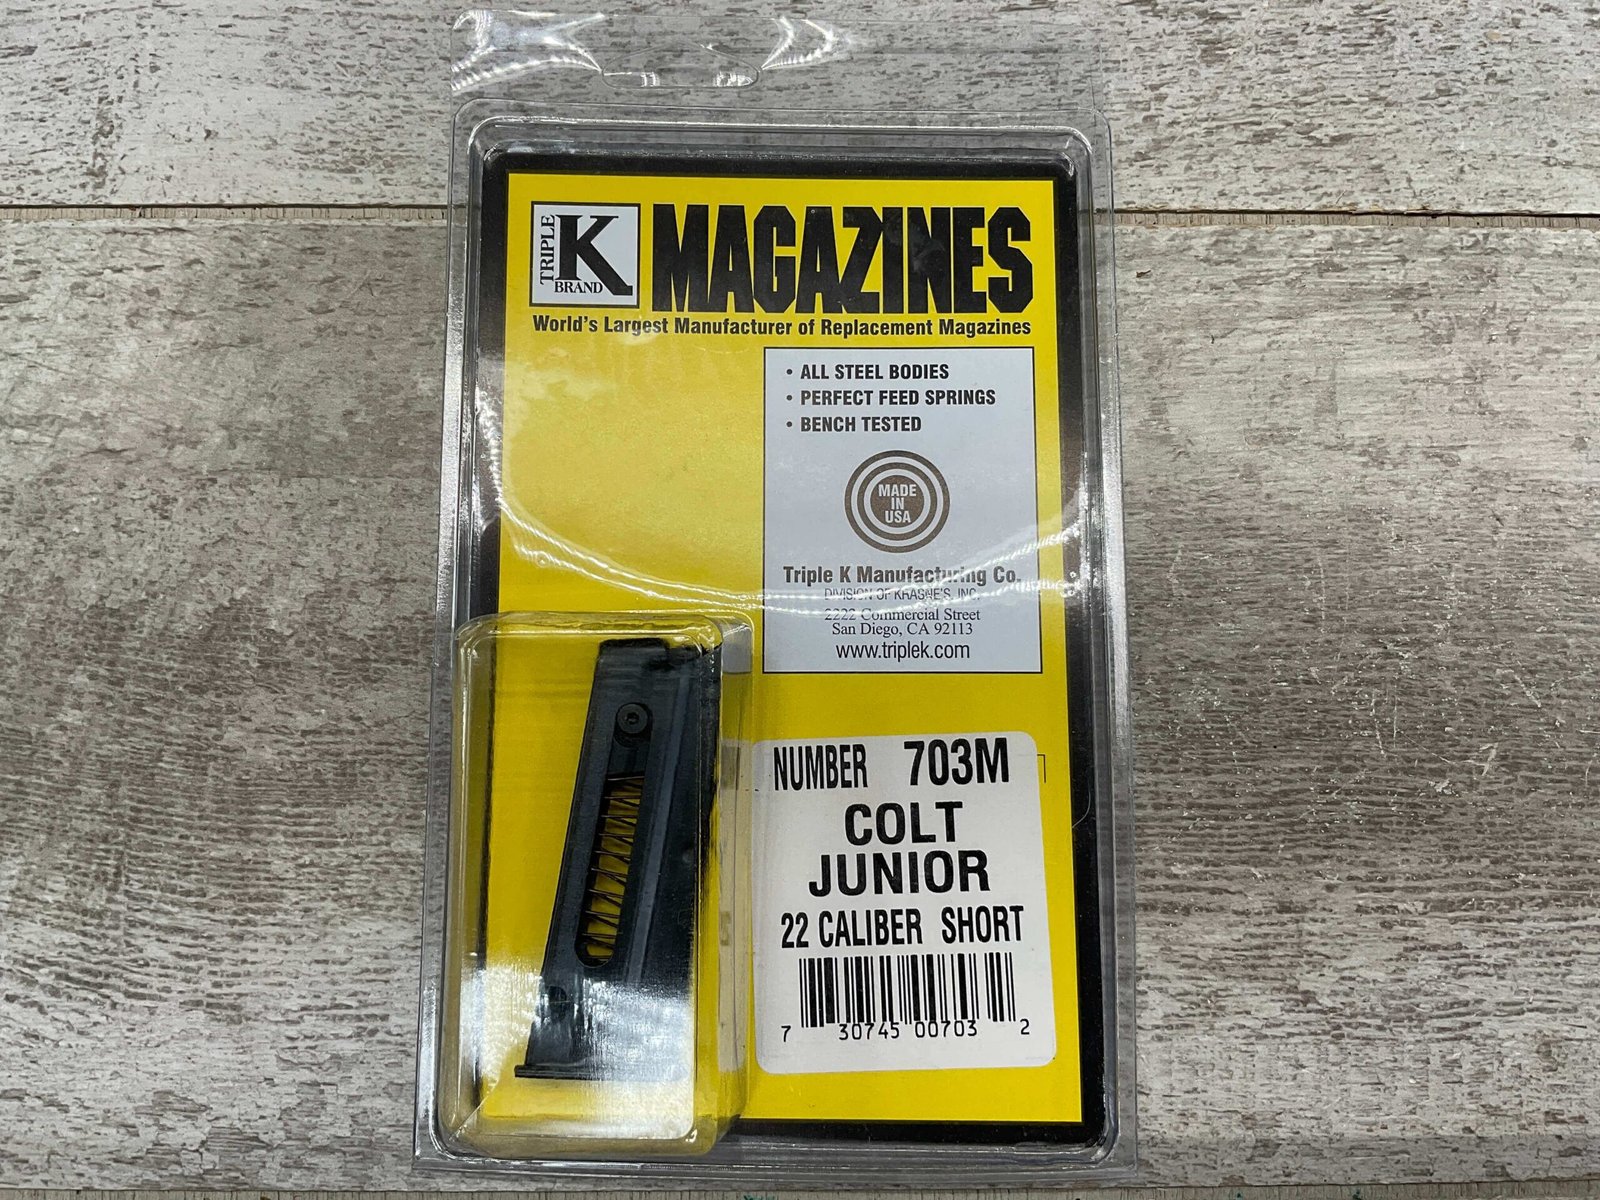 TRIPLE K BRAND
MAGAZINES
World's Largest Manufacturer of Replacement Magazines
• ALL STEEL BODIES
• PERFECT FEED SPRINGS
• BENCH TESTED
MADE
IN
USA
Triple K Manufacturing Co.
DIVISION OF KRASNE'S, INC.
2222 Commercial Street
San Diego, CA 92113
www.triplek.com
NUMBER 703M
COLT
JUNIOR
22 CALIBER SHORT
7 30745 00703 2